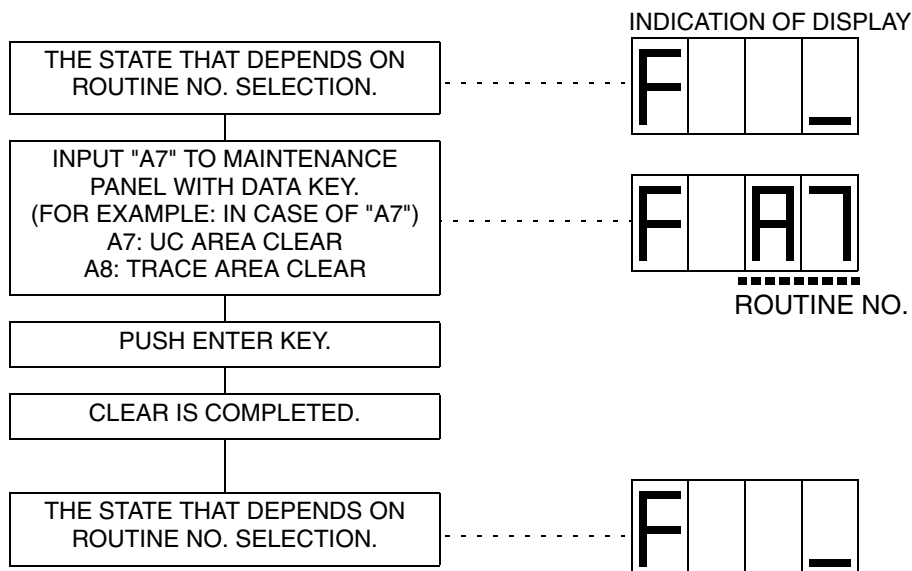 INDICATION OF DISPLAY
THE STATE THAT DEPENDS ON
ROUTINE NO. SELECTION.
F _
INPUT "A7" TO MAINTENANCE
PANEL WITH DATA KEY.
(FOR EXAMPLE: IN CASE OF "A7")
A7: UC AREA CLEAR
A8: TRACE AREA CLEAR
F A7
ROUTINE NO.
PUSH ENTER KEY.
CLEAR IS COMPLETED.
THE STATE THAT DEPENDS ON
ROUTINE NO. SELECTION.
F _